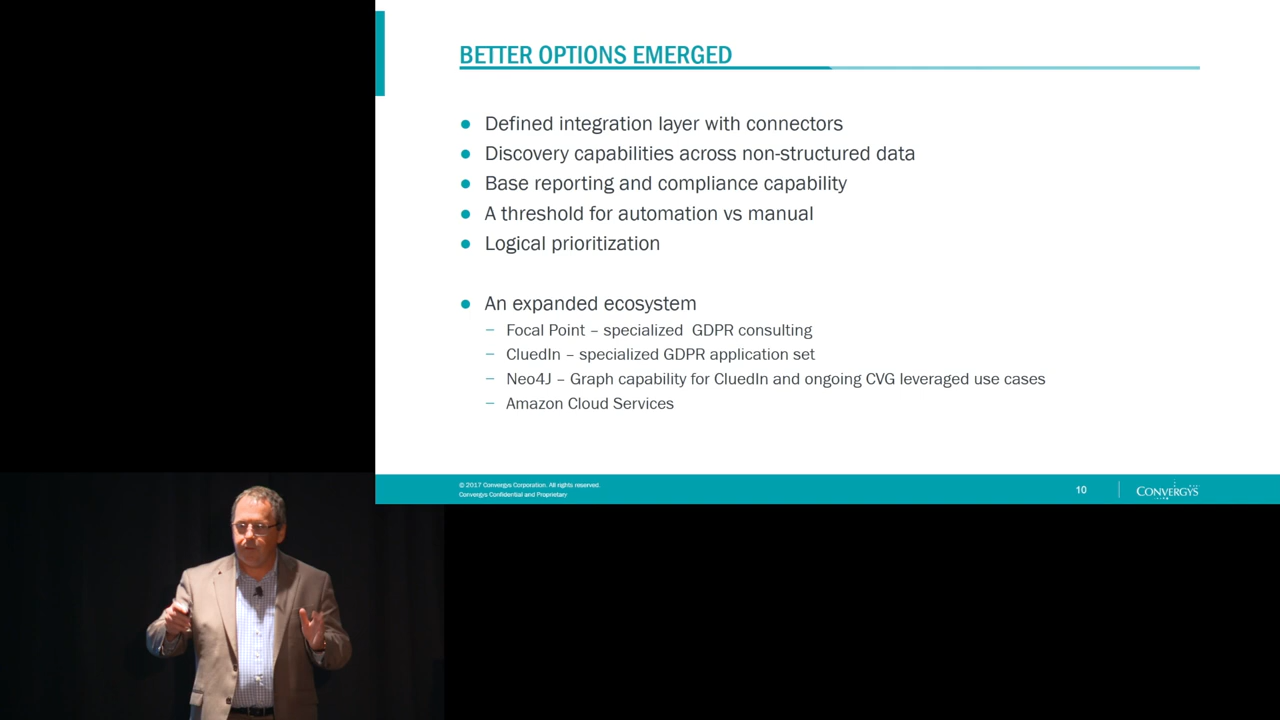 BETTER OPTIONS EMERGED
● Defined integration layer with connectors
● Discovery capabilities across non-structured data
● Base reporting and compliance capability
● A threshold for automation vs manual
● Logical prioritization
● An expanded ecosystem
– Focal Point – specialized GDPR consulting
– CluedIn – specialized GDPR application set
– Neo4J – Graph capability for CluedIn and ongoing CVG leveraged use cases
– Amazon Cloud Services
© 2017 Convergys Corporation. All rights reserved.
Convergys Confidential and Proprietary
10
CONVERGYS